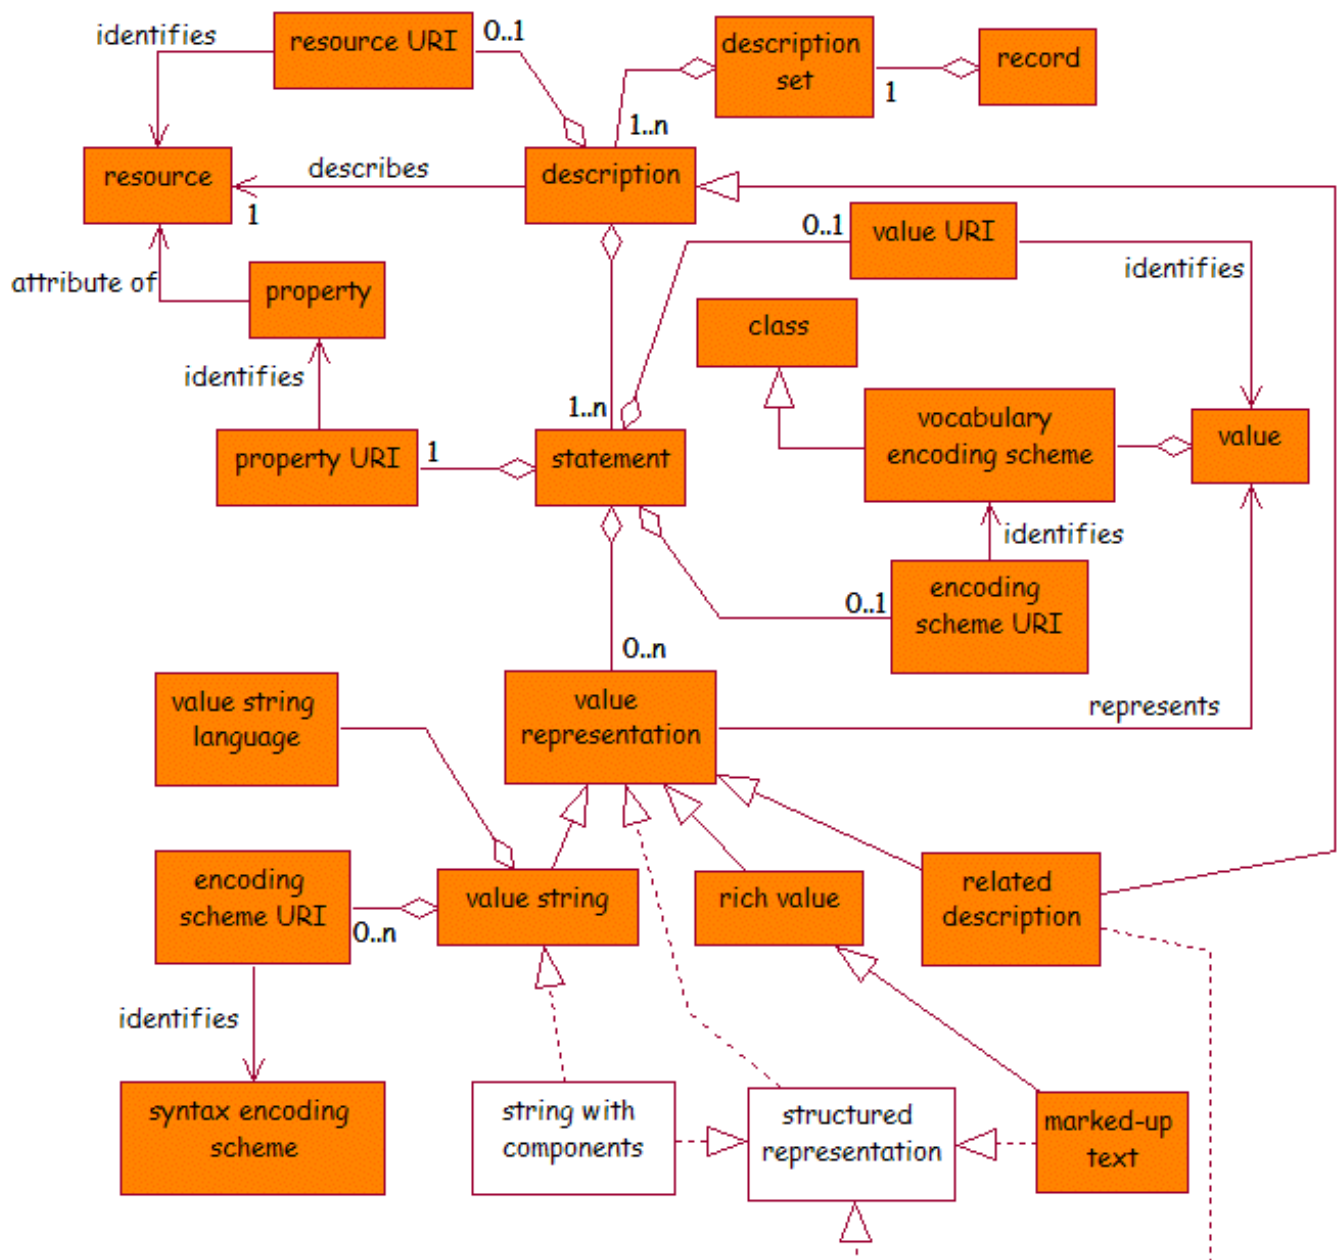 identifies
resource URI
0..1
description
set
record
1
1..n
resource
describes
description
1
0..1
value URI
attribute of
property
identifies
class
identifies
1..n
vocabulary
encoding scheme
value
property URI
1
statement
identifies
encoding
scheme URI
0..1
0..n
value string
language
value
representation
represents
encoding
scheme URI
0..n
value string
rich value
related
description
identifies
syntax encoding
scheme
string with
components
structured
representation
marked-up
text